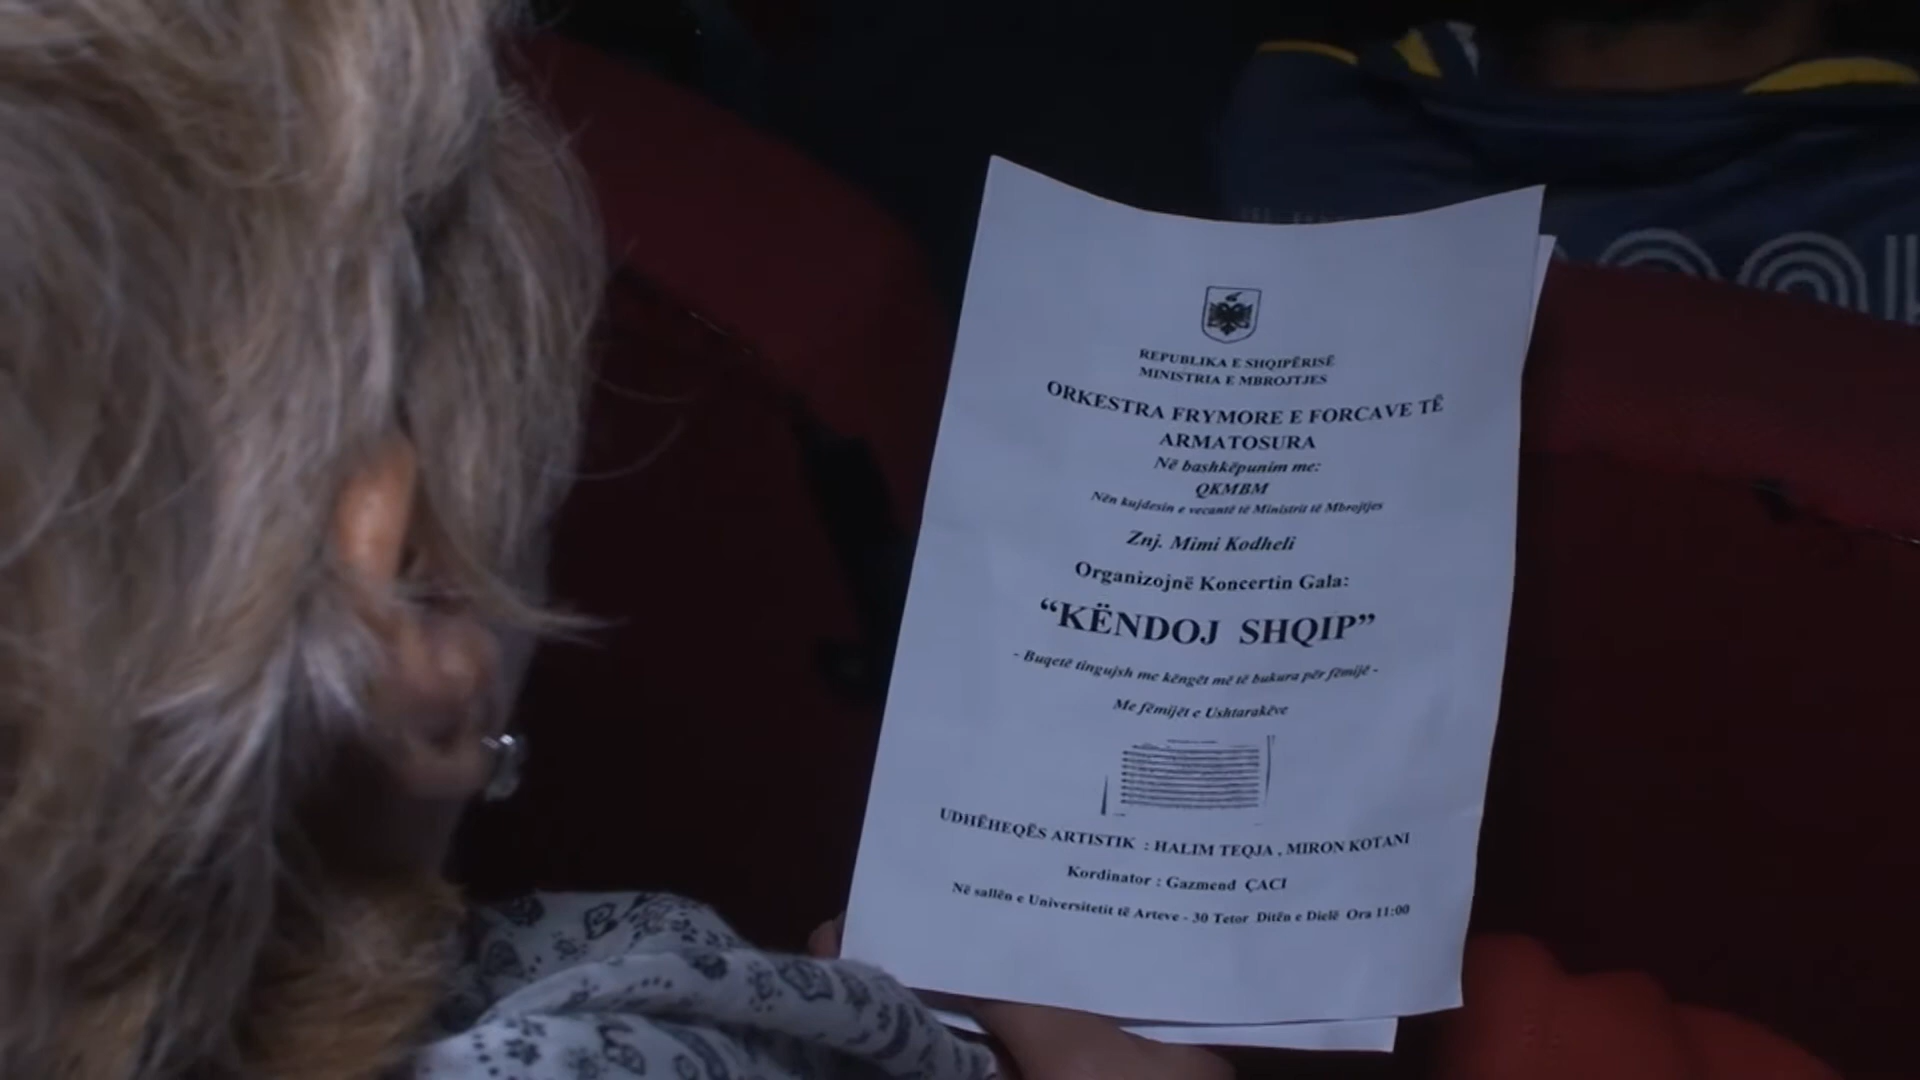 REPUBLIKA E SHQIPËRISË
MINISTRIA E MBROJTJES
ORKESTRA FRYMORE E FORCAVE TË
ARMATOSURA
Në bashkëpunim me:
QKMBM
Nën kujdesin e vecantë të Ministrit të Mbrojtjes
Znj. Mimi Kodheli
Organizojnë Koncertin Gala:
“KËNDOJ SHQIP”
- Buqetë tingujsh me këngët më të bukura për fëmijë -
Me fëmijët e Ushtarakëve
UDHËHEQËS ARTISTIK : HALIM TEQJA , MIRON KOTANI
Kordinator : Gazmend ÇACI
Në sallën e Universitetit të Arteve - 30 Tetor Ditën e Dielë Ora 11:00